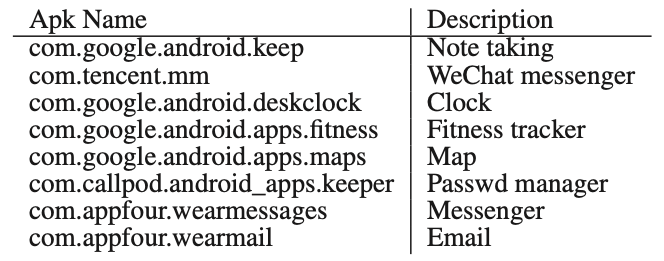 Apk Name Description
com.google.android.keep Note taking
com.tencent.mm WeChat messenger
com.google.android.deskclock Clock
com.google.android.apps.fitness Fitness tracker
com.google.android.apps.maps Map
com.callpod.android_apps.keeper Passwd manager
com.appfour.wearmessages Messenger
com.appfour.wearmail Email